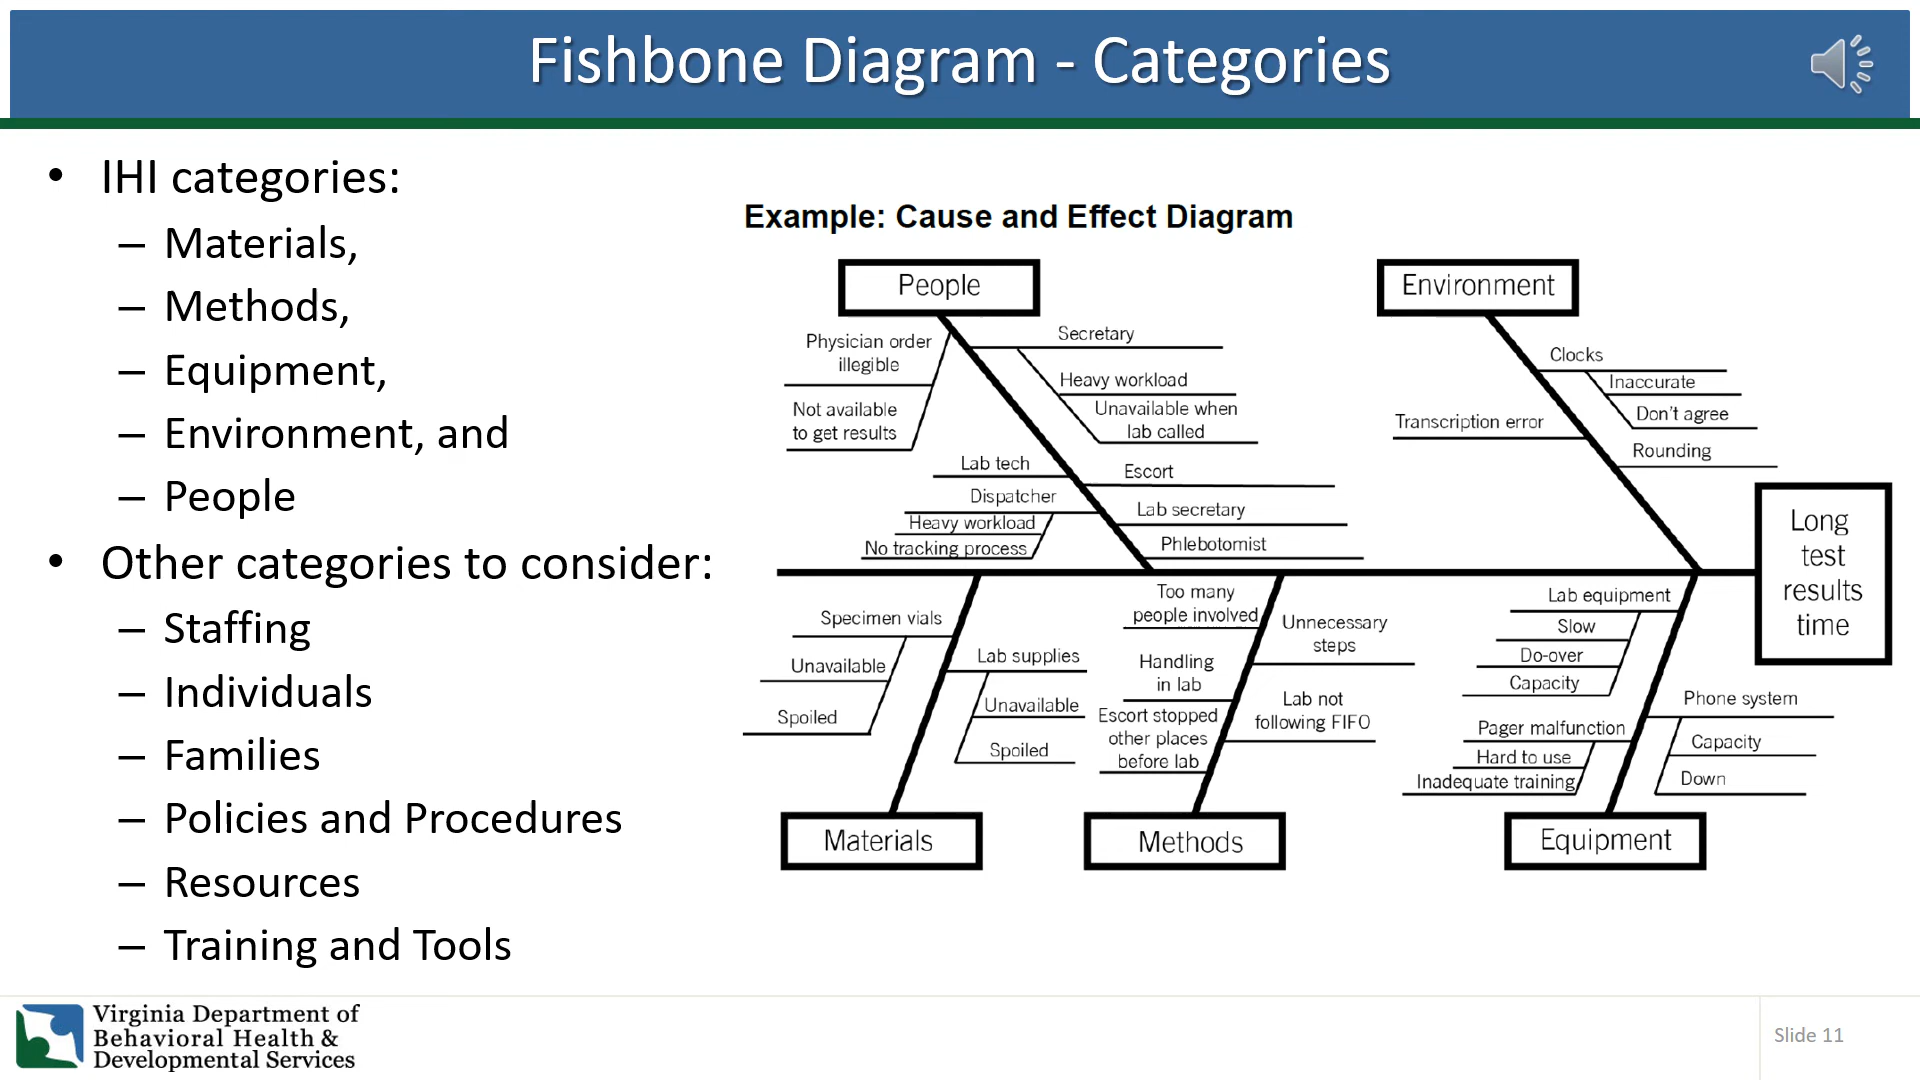 Fishbone Diagram - Categories
• IHI categories:
– Materials,
– Methods,
– Equipment,
– Environment, and
– People
• Other categories to consider:
– Staffing
– Individuals
– Families
– Policies and Procedures
– Resources
– Training and Tools
Example: Cause and Effect Diagram
People
Physician order
illegible
Not available
to get results
Secretary
Heavy workload
Unavailable when
lab called
Lab tech
Dispatcher
Heavy workload
No tracking process
Escort
Lab secretary
Phlebotomist
Environment
Clocks
Inaccurate
Don't agree
Transcription error
Rounding
Long
test
results
time
Specimen vials
Unavailable
Spoiled
Lab supplies
Unavailable
Spoiled
Materials
Too many
people involved
Handling
in lab
Escort stopped
other places
before lab
Unnecessary
steps
Lab not
following FIFO
Methods
Lab equipment
Slow
Do-over
Capacity
Pager malfunction
Hard to use
Inadequate training
Phone system
Capacity
Down
Equipment
Virginia Department of
Behavioral Health &
Developmental Services
Slide 11